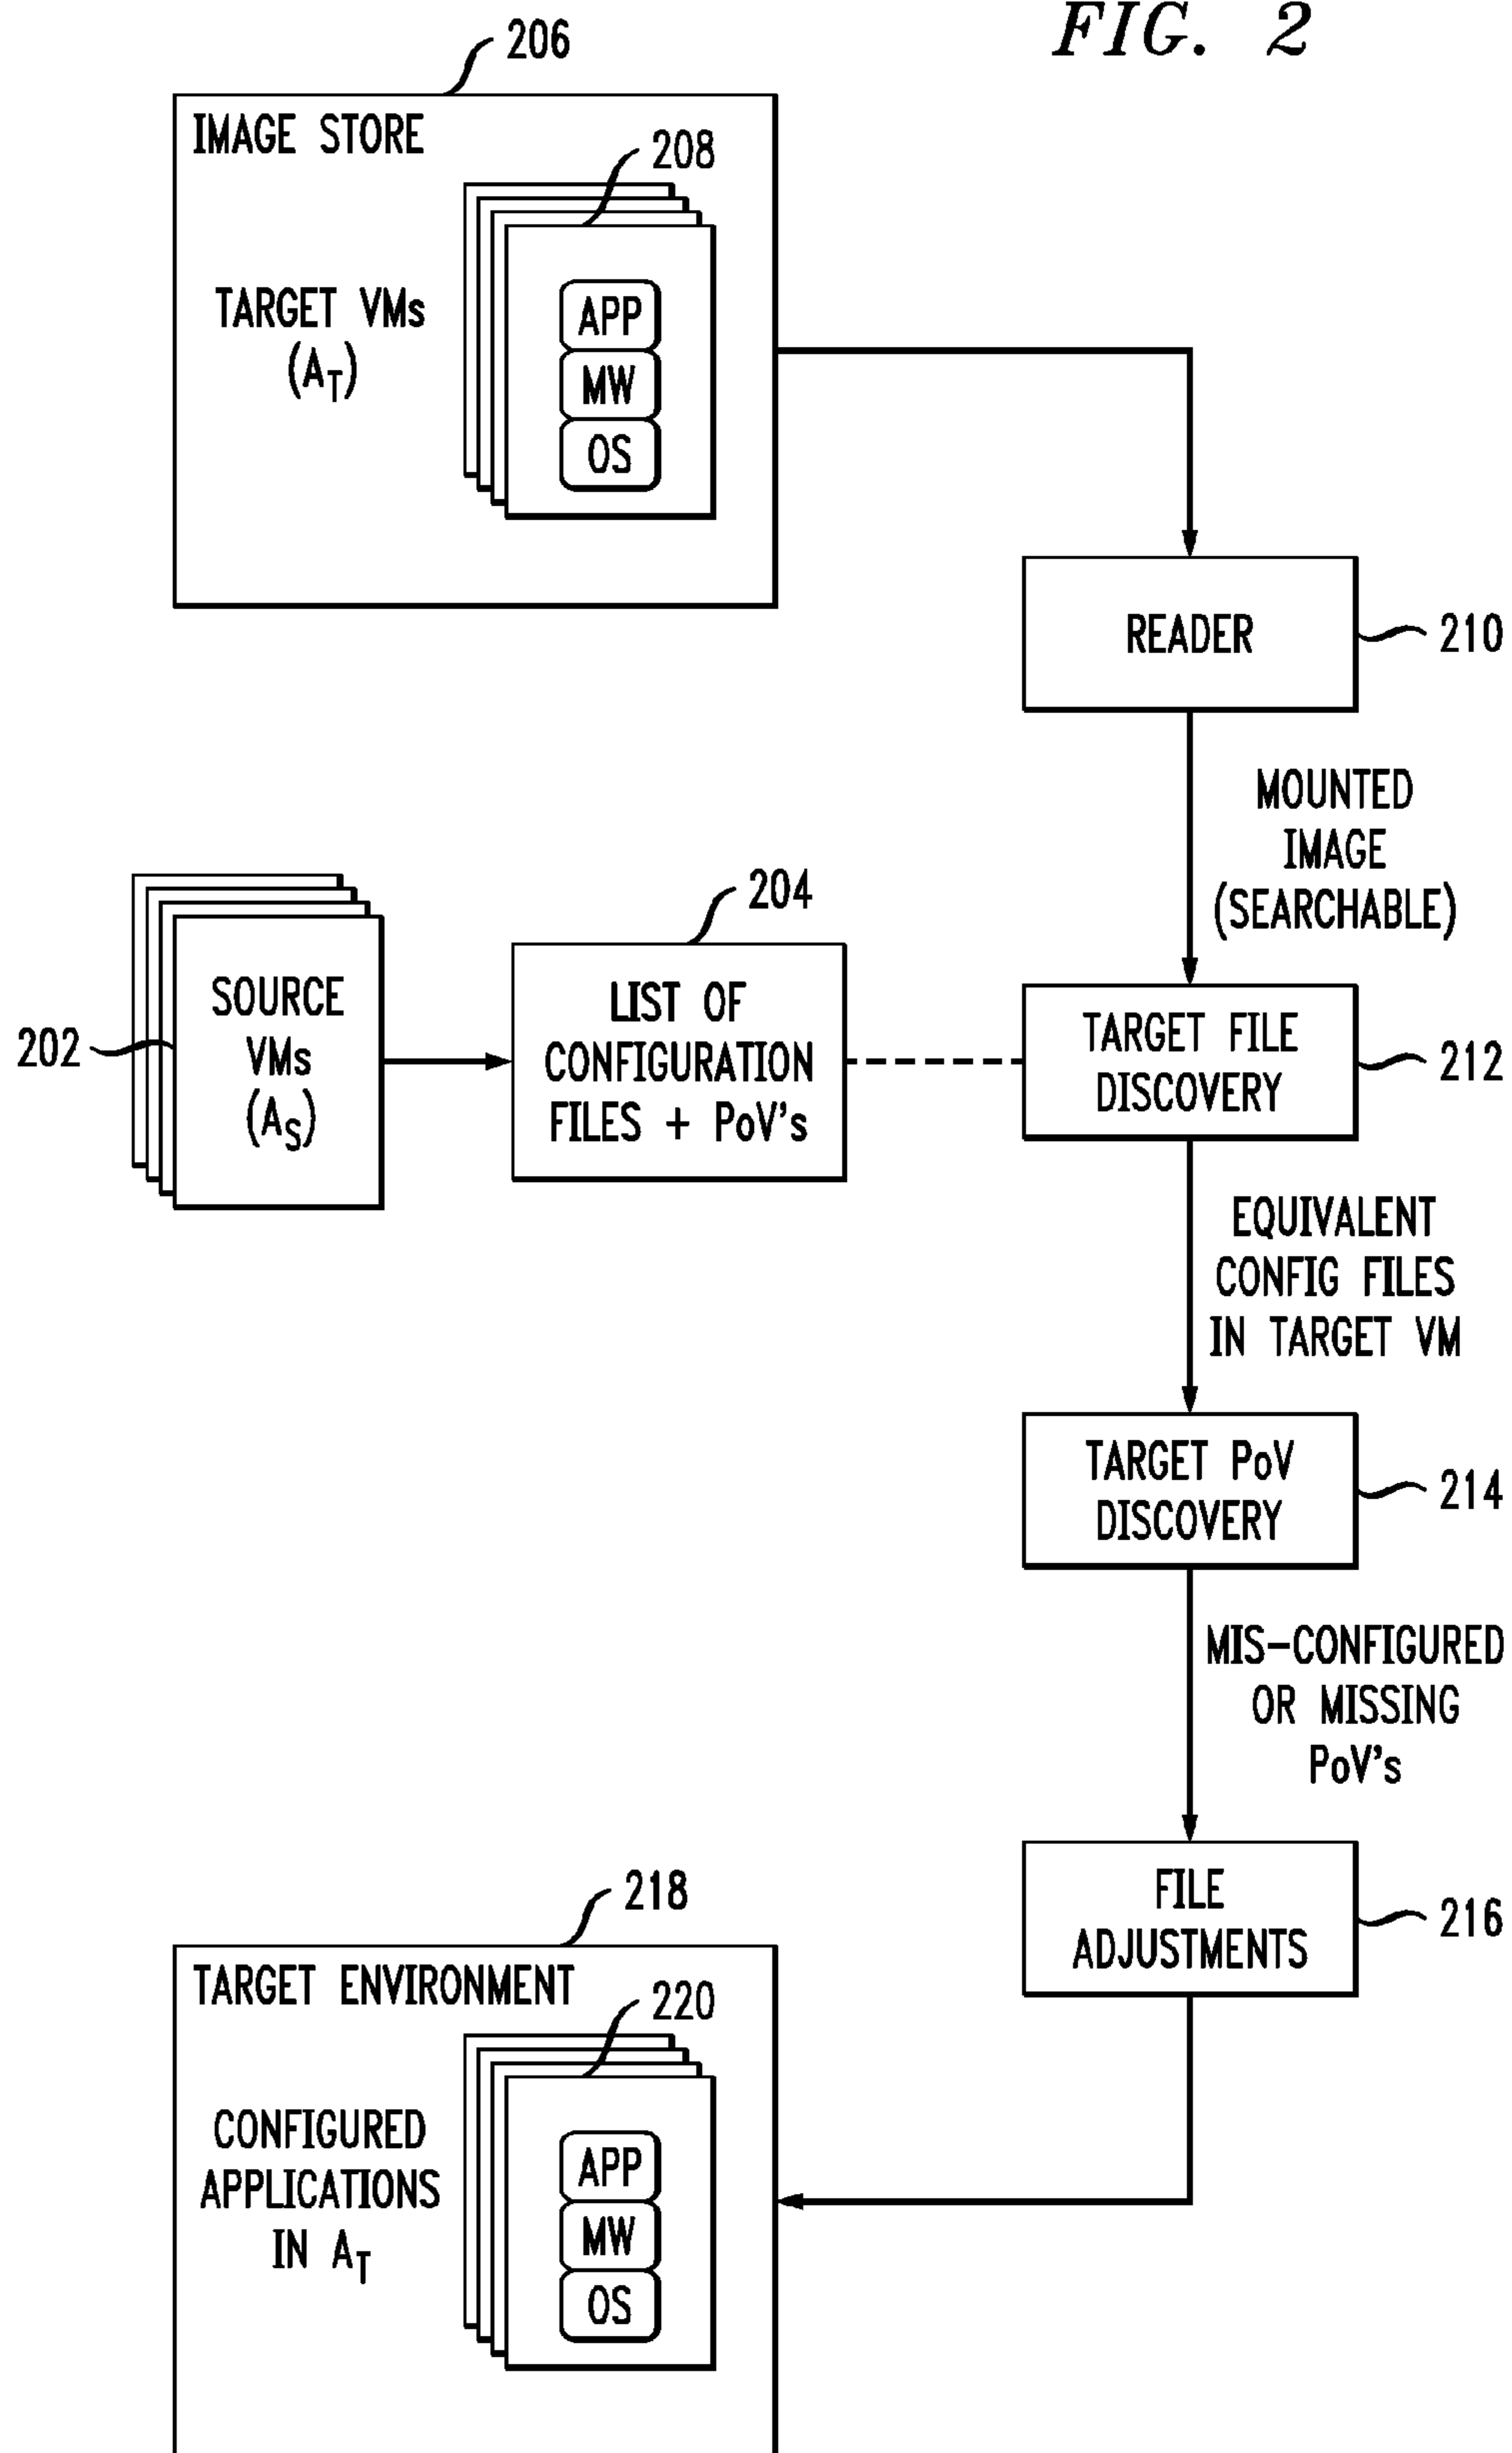 FIG. 2
206
IMAGE STORE
208
TARGET VMs
(A_T)
APP
MW
OS
READER
210
MOUNTED
IMAGE
(SEARCHABLE)
204
202
SOURCE
VMs
(A_S)
LIST OF
CONFIGURATION
FILES + PoV's
TARGET FILE
DISCOVERY
212
EQUIVALENT
CONFIG FILES
IN TARGET VM
TARGET PoV
DISCOVERY
214
MIS-CONFIGURED
OR MISSING
PoV's
FILE
ADJUSTMENTS
216
218
TARGET ENVIRONMENT
220
CONFIGURED
APPLICATIONS
IN A_T
APP
MW
OS